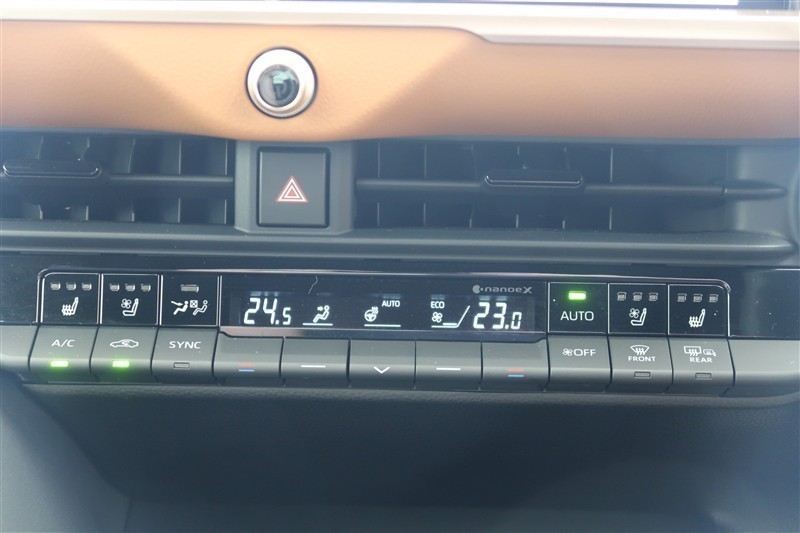 nanoeX
24.5 AUTO ECO 23.0 AUTO
A/C SYNC OFF FRONT REAR